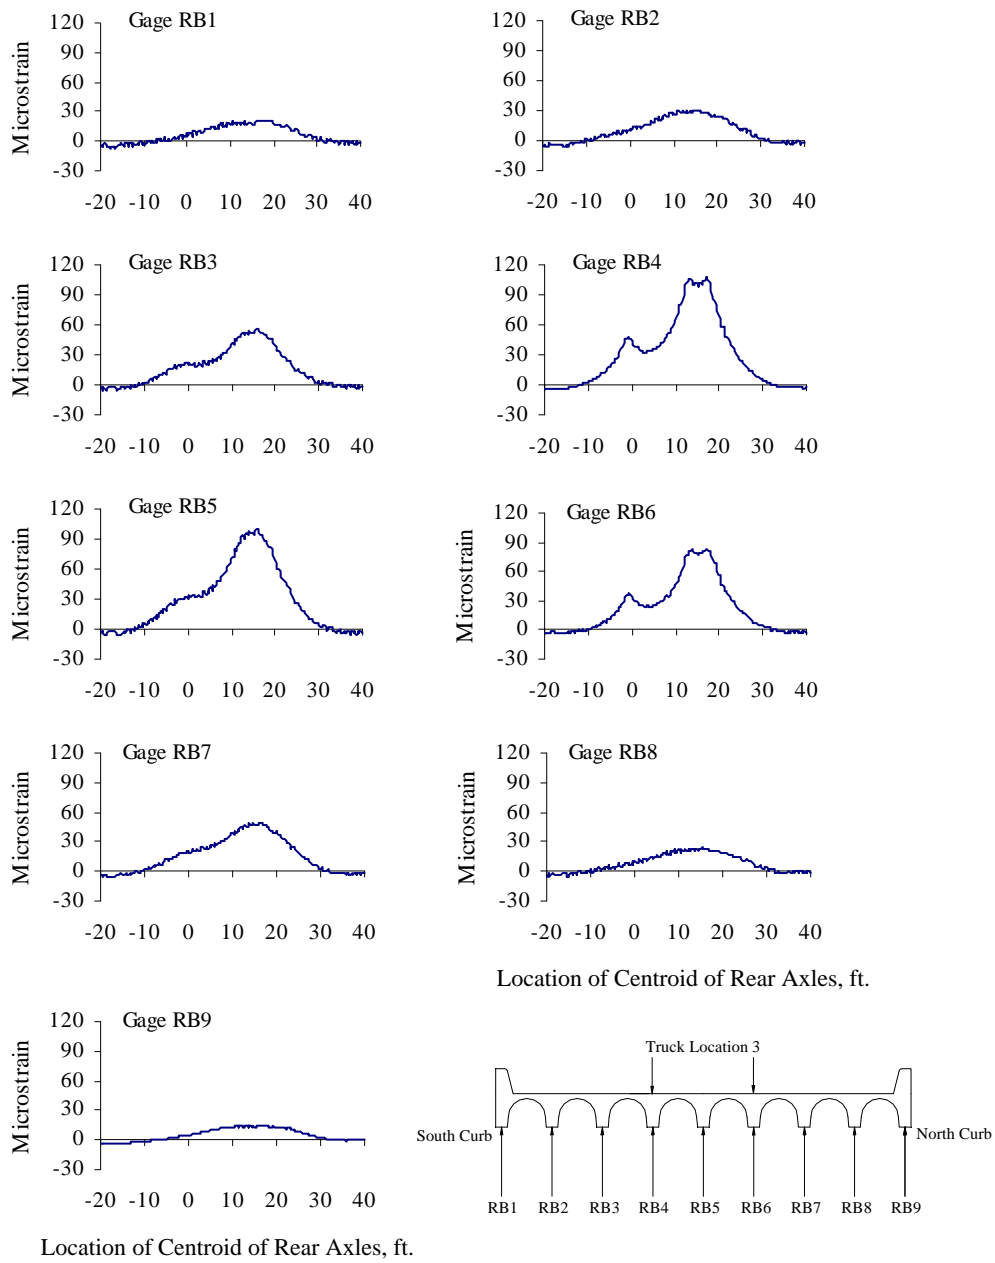 Gage RB1
Microstrain
120
90
60
30
0
-30
-20 -10 0 10 20 30 40
Gage RB2
120
90
60
30
0
-30
-20 -10 0 10 20 30 40
Gage RB3
Microstrain
120
90
60
30
0
-30
-20 -10 0 10 20 30 40
Gage RB4
120
90
60
30
0
-30
-20 -10 0 10 20 30 40
Gage RB5
Microstrain
120
90
60
30
0
-30
-20 -10 0 10 20 30 40
Gage RB6
Microstrain
120
90
60
30
0
-30
-20 -10 0 10 20 30 40
Gage RB7
Microstrain
120
90
60
30
0
-30
-20 -10 0 10 20 30 40
Gage RB8
Microstrain
120
90
60
30
0
-30
-20 -10 0 10 20 30 40
Location of Centroid of Rear Axles, ft.
Gage RB9
Microstrain
120
90
60
30
0
-30
-20 -10 0 10 20 30 40
Location of Centroid of Rear Axles, ft.
Truck Location 3
South Curb
North Curb
RB1 RB2 RB3 RB4 RB5 RB6 RB7 RB8 RB9